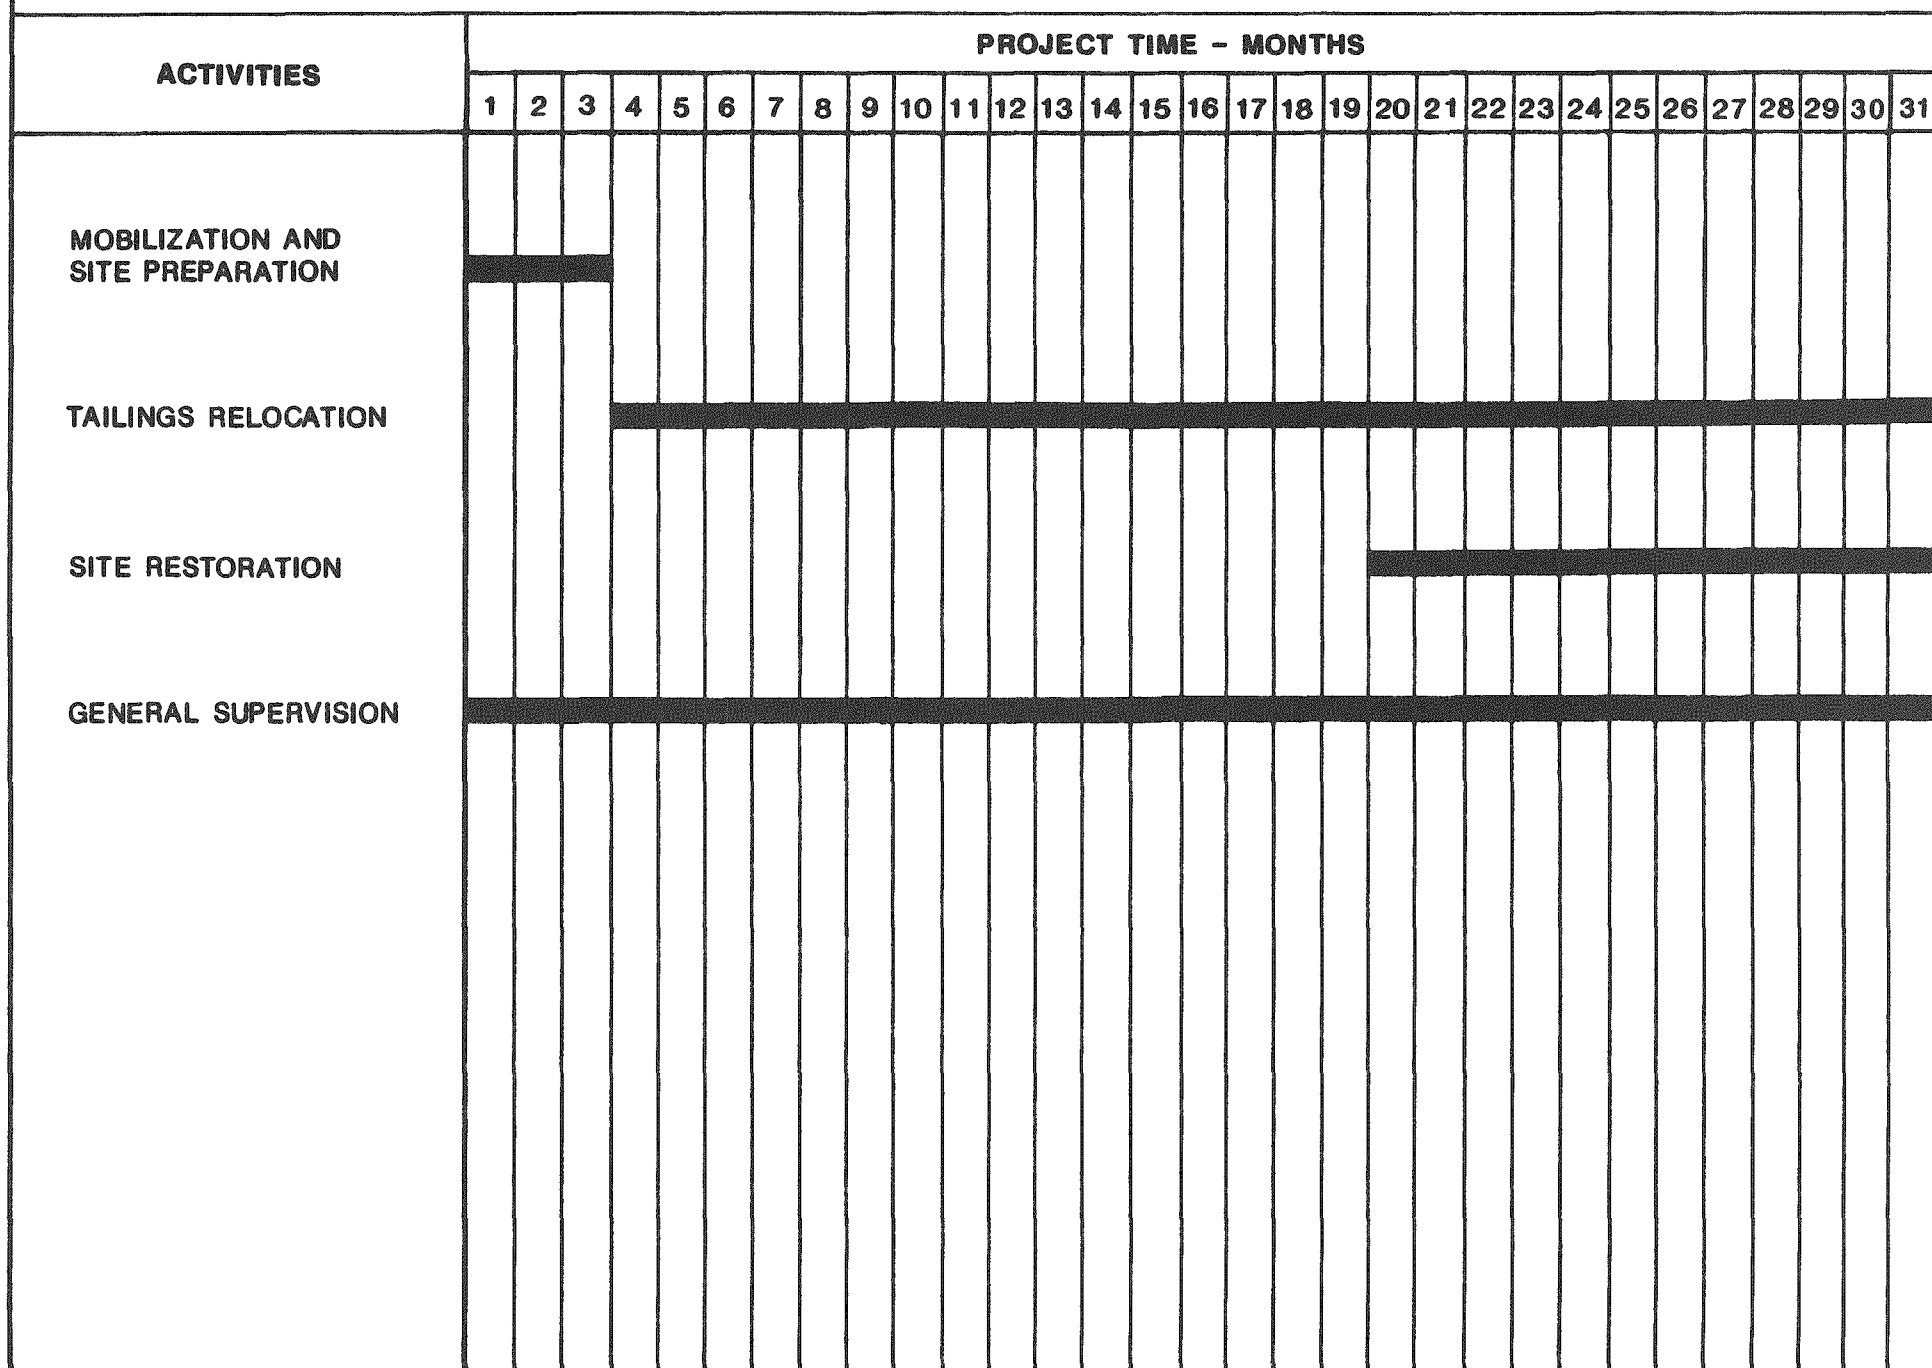 PROJECT TIME - MONTHS
ACTIVITIES
1 2 3 4 5 6 7 8 9 10 11 12 13 14 15 16 17 18 19 20 21 22 23 24 25 26 27 28 29 30 31
MOBILIZATION AND
SITE PREPARATION
TAILINGS RELOCATION
SITE RESTORATION
GENERAL SUPERVISION